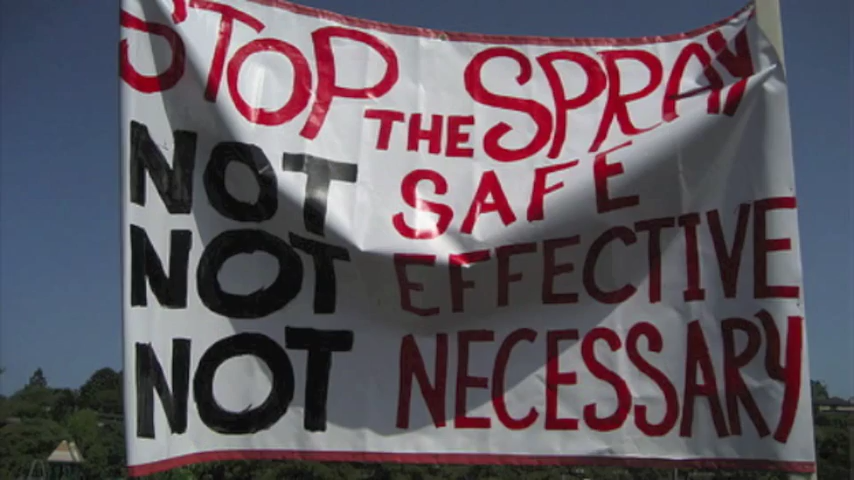 STOP THE SPRAY
NOT SAFE
NOT EFFECTIVE
NOT NECESSARY